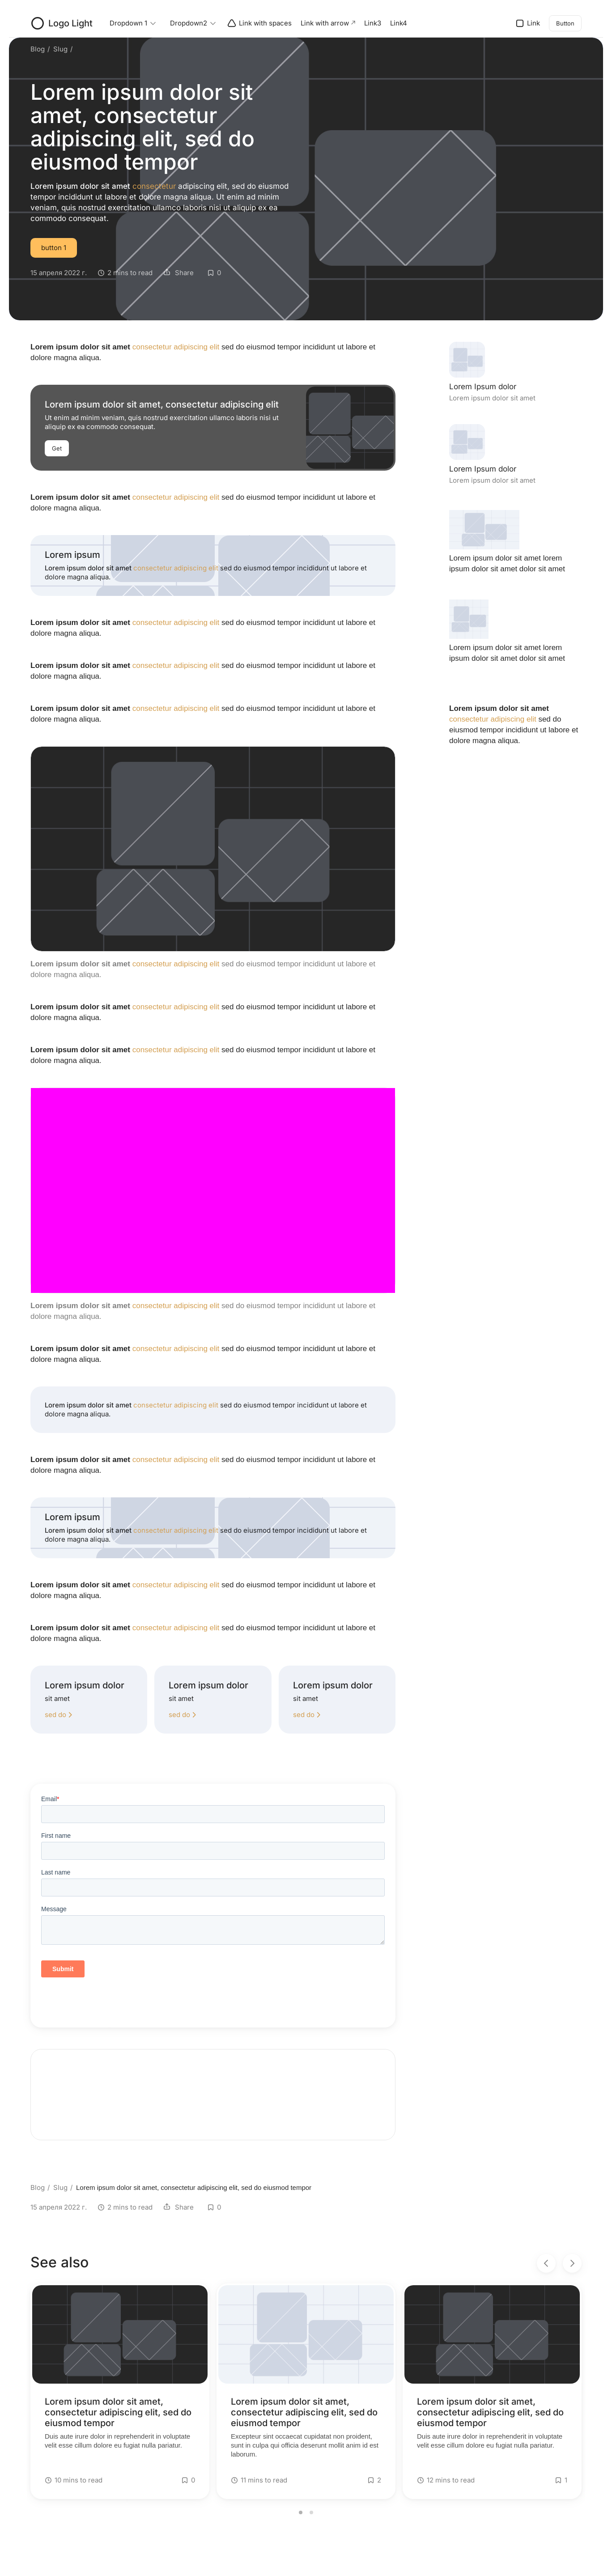 Logo Light Dropdown 1 Dropdown2 Link with spaces Link with arrow Link3 Link4 Link Button
Blog / Slug /
Lorem ipsum dolor sit
amet, consectetur
adipiscing elit, sed do
eiusmod tempor
Lorem ipsum dolor sit amet consectetur adipiscing elit, sed do eiusmod
tempor incididunt ut labore et dolore magna aliqua. Ut enim ad minim
veniam, quis nostrud exercitation ullamco laboris nisi ut aliquip ex ea
commodo consequat.
button 1
15 апреля 2022 г. 2 mins to read Share 0
Lorem ipsum dolor sit amet consectetur adipiscing elit sed do eiusmod tempor incididunt ut labore et
dolore magna aliqua.
Lorem ipsum dolor sit amet, consectetur adipiscing elit
Ut enim ad minim veniam, quis nostrud exercitation ullamco laboris nisi ut
aliquip ex ea commodo consequat.
Get
Lorem ipsum dolor sit amet consectetur adipiscing elit sed do eiusmod tempor incididunt ut labore et
dolore magna aliqua.
Lorem ipsum
Lorem ipsum dolor sit amet consectetur adipiscing elit sed do eiusmod tempor incididunt ut labore et
dolore magna aliqua.
Lorem ipsum dolor sit amet consectetur adipiscing elit sed do eiusmod tempor incididunt ut labore et
dolore magna aliqua.
Lorem ipsum dolor sit amet consectetur adipiscing elit sed do eiusmod tempor incididunt ut labore et
dolore magna aliqua.
Lorem ipsum dolor sit amet consectetur adipiscing elit sed do eiusmod tempor incididunt ut labore et
dolore magna aliqua.
Lorem ipsum dolor sit amet consectetur adipiscing elit sed do eiusmod tempor incididunt ut labore et
dolore magna aliqua.
Lorem ipsum dolor sit amet consectetur adipiscing elit sed do eiusmod tempor incididunt ut labore et
dolore magna aliqua.
Lorem ipsum dolor sit amet consectetur adipiscing elit sed do eiusmod tempor incididunt ut labore et
dolore magna aliqua.
Lorem ipsum dolor sit amet consectetur adipiscing elit sed do eiusmod tempor incididunt ut labore et
dolore magna aliqua.
Lorem ipsum dolor sit amet consectetur adipiscing elit sed do eiusmod tempor incididunt ut labore et
dolore magna aliqua.
Lorem ipsum dolor sit amet consectetur adipiscing elit sed do eiusmod tempor incididunt ut labore et
dolore magna aliqua.
Lorem ipsum dolor sit amet consectetur adipiscing elit sed do eiusmod tempor incididunt ut labore et
dolore magna aliqua.
Lorem ipsum
Lorem ipsum dolor sit amet consectetur adipiscing elit sed do eiusmod tempor incididunt ut labore et
dolore magna aliqua.
Lorem ipsum dolor sit amet consectetur adipiscing elit sed do eiusmod tempor incididunt ut labore et
dolore magna aliqua.
Lorem ipsum dolor sit amet consectetur adipiscing elit sed do eiusmod tempor incididunt ut labore et
dolore magna aliqua.
Lorem ipsum dolor
sit amet
sed do
Lorem ipsum dolor
sit amet
sed do
Lorem ipsum dolor
sit amet
sed do
Email*
First name
Last name
Message
Submit
Lorem Ipsum dolor
Lorem ipsum dolor sit amet
Lorem Ipsum dolor
Lorem ipsum dolor sit amet
Lorem ipsum dolor sit amet lorem
ipsum dolor sit amet dolor sit amet
Lorem ipsum dolor sit amet lorem
ipsum dolor sit amet dolor sit amet
Lorem ipsum dolor sit amet
consectetur adipiscing elit sed do
eiusmod tempor incididunt ut labore et
dolore magna aliqua.
Blog / Slug / Lorem ipsum dolor sit amet, consectetur adipiscing elit, sed do eiusmod tempor
15 апреля 2022 г. 2 mins to read Share 0
See also
Lorem ipsum dolor sit amet,
consectetur adipiscing elit, sed do
eiusmod tempor
Duis aute irure dolor in reprehenderit in voluptate
velit esse cillum dolore eu fugiat nulla pariatur.
10 mins to read 0
Lorem ipsum dolor sit amet,
consectetur adipiscing elit, sed do
eiusmod tempor
Excepteur sint occaecat cupidatat non proident,
sunt in culpa qui officia deserunt mollit anim id est
laborum.
11 mins to read 2
Lorem ipsum dolor sit amet,
consectetur adipiscing elit, sed do
eiusmod tempor
Duis aute irure dolor in reprehenderit in voluptate
velit esse cillum dolore eu fugiat nulla pariatur.
12 mins to read 1